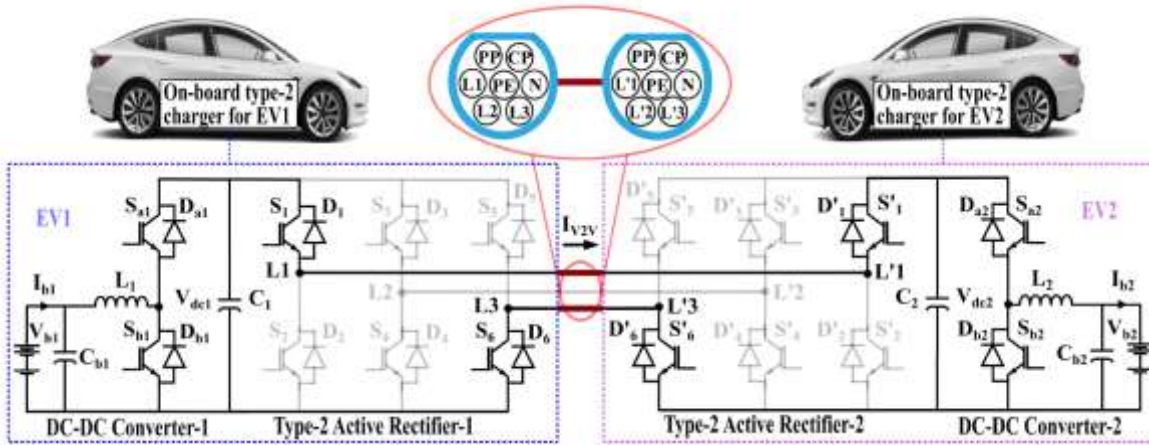 On-board type-2
charger for EV1
PP CP
L1 PE N
L2 L3
PP CP
L'1 PE N
L'2 L'3
On-board type-2
charger for EV2
EV1
EV2
Sa1 Da1
S1 D1
S3 D3
S5 D5
IV2V
D'5 S'5
D'3 S'3
D'1 S'1
Da2 Sa2
L1
L'1
Ib1
L1
L2
L'2
Vdc1
C1
C2
Vdc2
L2
Ib2
L3
L'3
Vb1
Cb1
Sb1 Db1
S2 D2
S4 D4
S6 D6
D'6 S'6
D'4 S'4
D'2 S'2
Db2 Sb2
Cb2
Vb2
DC-DC Converter-1
Type-2 Active Rectifier-1
Type-2 Active Rectifier-2
DC-DC Converter-2